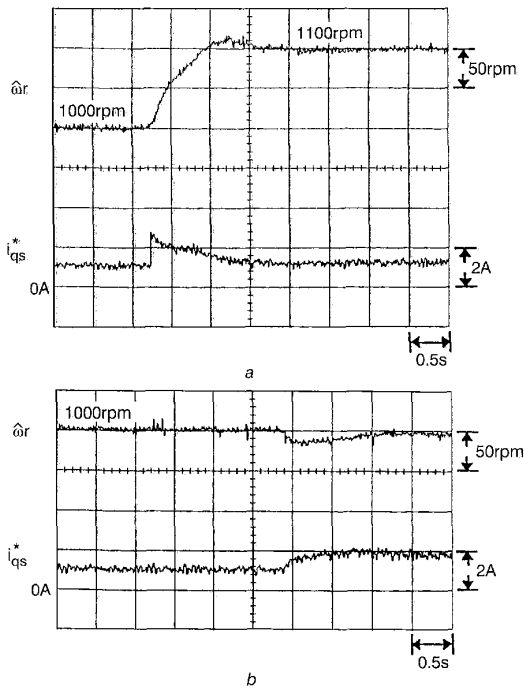 1100rpm
50rpm
ω̂r
1000rpm
i*qs
2A
0A
0.5s
a
1000rpm
ω̂r
50rpm
i*qs
2A
0A
0.5s
b